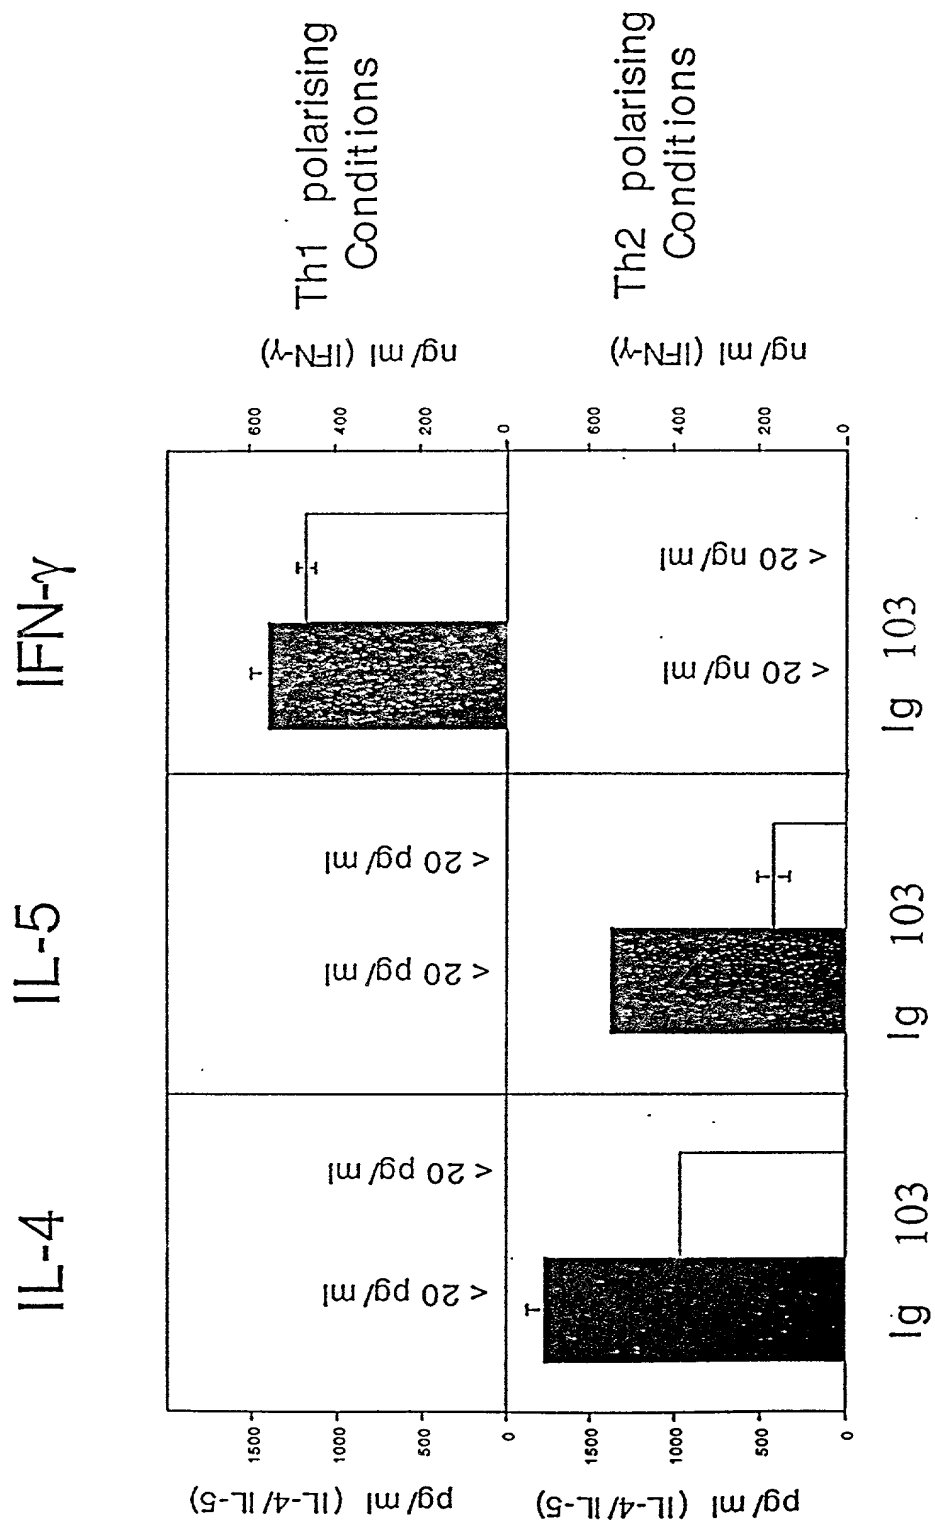 IL-4 IL-5 IFN-γ
pg/ml (IL-4/IL-5)
1500
1000
500
0
< 20 pg/ml < 20 pg/ml
< 20 pg/ml < 20 pg/ml
600
400
200
0
ng/ml (IFN-γ)
Th1 polarising
Conditions
pg/ml (IL-4/IL-5)
1500
1000
500
0
< 20 ng/ml < 20 ng/ml
600
400
200
0
ng/ml (IFN-γ)
Th2 polarising
Conditions
Ig 103 Ig 103 Ig 103